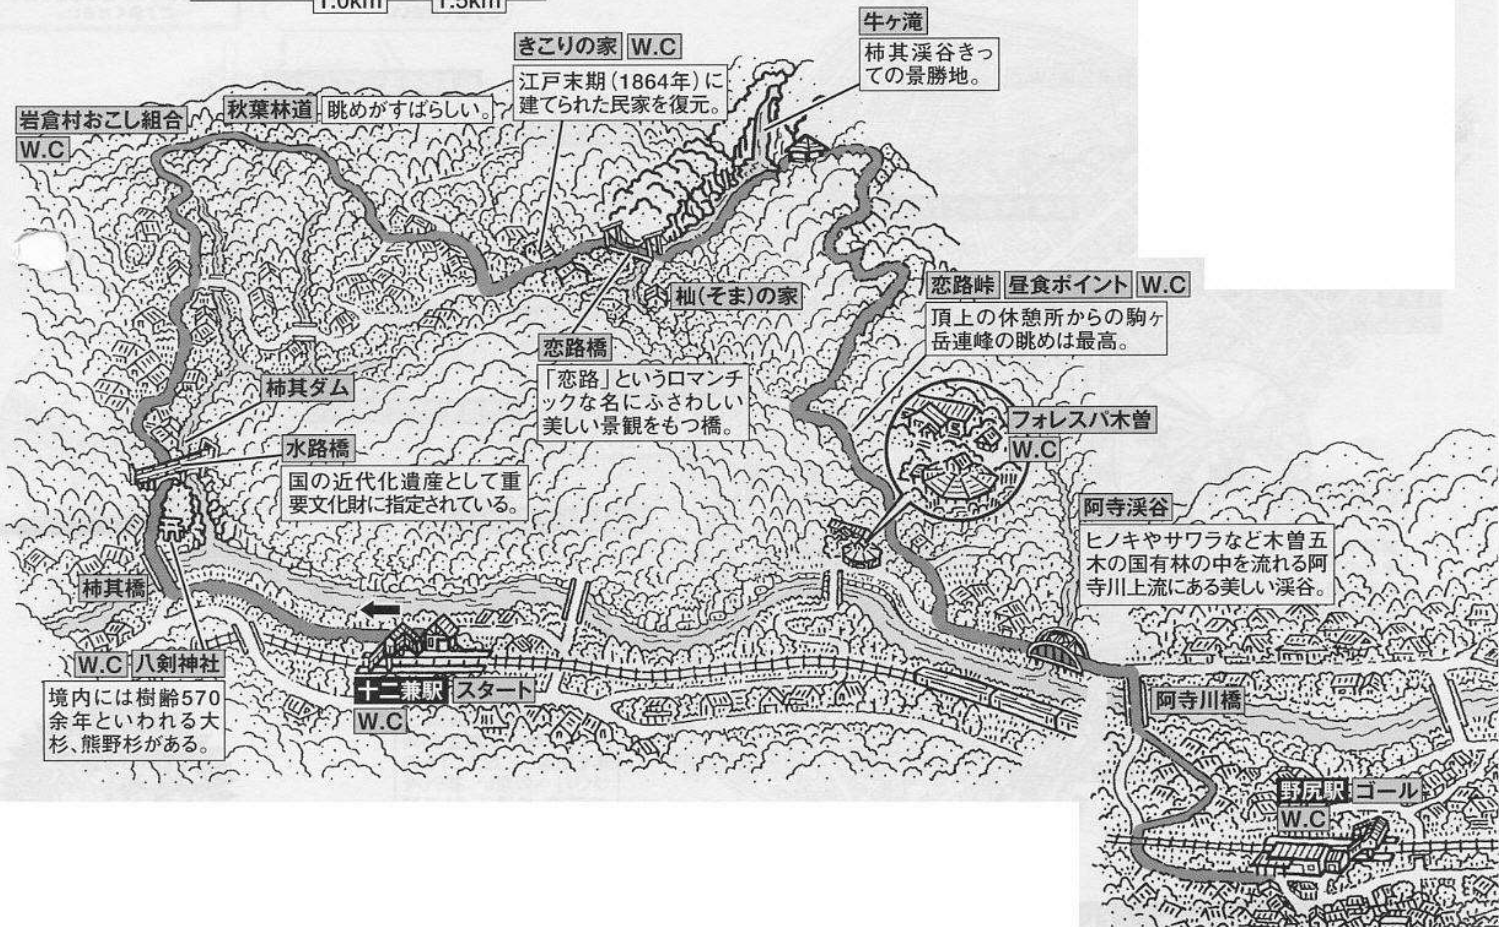 1.0km 1.5km
牛ヶ滝
柿其渓谷きっ
ての景勝地。
きこりの家 W.C
江戸末期(1864年)に
建てられた民家を復元。
秋葉林道 眺めがすばらしい。
岩倉村おこし組合
W.C
杣(そま)の家
恋路峠 昼食ポイント W.C
頂上の休憩所からの駒ヶ
岳連峰の眺めは最高。
恋路橋
「恋路」というロマンチ
ックな名にふさわしい
美しい景観をもつ橋。
柿其ダム
フォレスパ木曽
W.C
水路橋
国の近代化遺産として重
要文化財に指定されている。
阿寺渓谷
ヒノキやサワラなど木曽五
木の国有林の中を流れる阿
寺川上流にある美しい渓谷。
柿其橋
W.C 八剣神社
境内には樹齢570
余年といわれる大
杉、熊野杉がある。
十二兼駅 スタート
W.C
阿寺川橋
野尻駅 ゴール
W.C